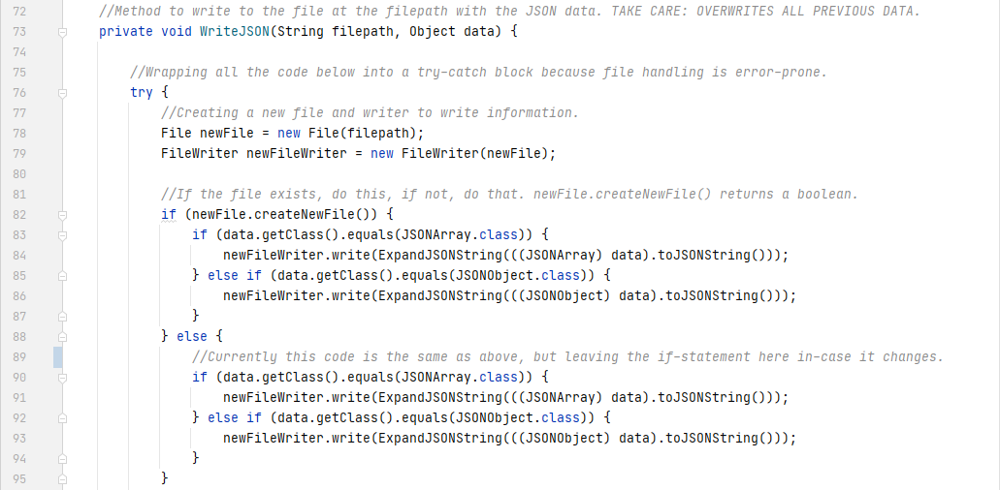 72 //Method to write to the file at the filepath with the JSON data. TAKE CARE: OVERWRITES ALL PREVIOUS DATA.
73 private void WriteJSON(String filepath, Object data) {
74
75 //Wrapping all the code below into a try-catch block because file handling is error-prone.
76 try {
77 //Creating a new file and writer to write information.
78 File newFile = new File(filepath);
79 FileWriter newFileWriter = new FileWriter(newFile);
80
81 //If the file exists, do this, if not, do that. newFile.createNewFile() returns a boolean.
82 if (newFile.createNewFile()) {
83 if (data.getClass().equals(JSONArray.class)) {
84 newFileWriter.write(ExpandJSONString(((JSONArray) data).toJSONString()));
85 } else if (data.getClass().equals(JSONObject.class)) {
86 newFileWriter.write(ExpandJSONString(((JSONObject) data).toJSONString()));
87 }
88 } else {
89 //Currently this code is the same as above, but leaving the if-statement here in-case it changes.
90 if (data.getClass().equals(JSONArray.class)) {
91 newFileWriter.write(ExpandJSONString(((JSONArray) data).toJSONString()));
92 } else if (data.getClass().equals(JSONObject.class)) {
93 newFileWriter.write(ExpandJSONString(((JSONObject) data).toJSONString()));
94 }
95 }